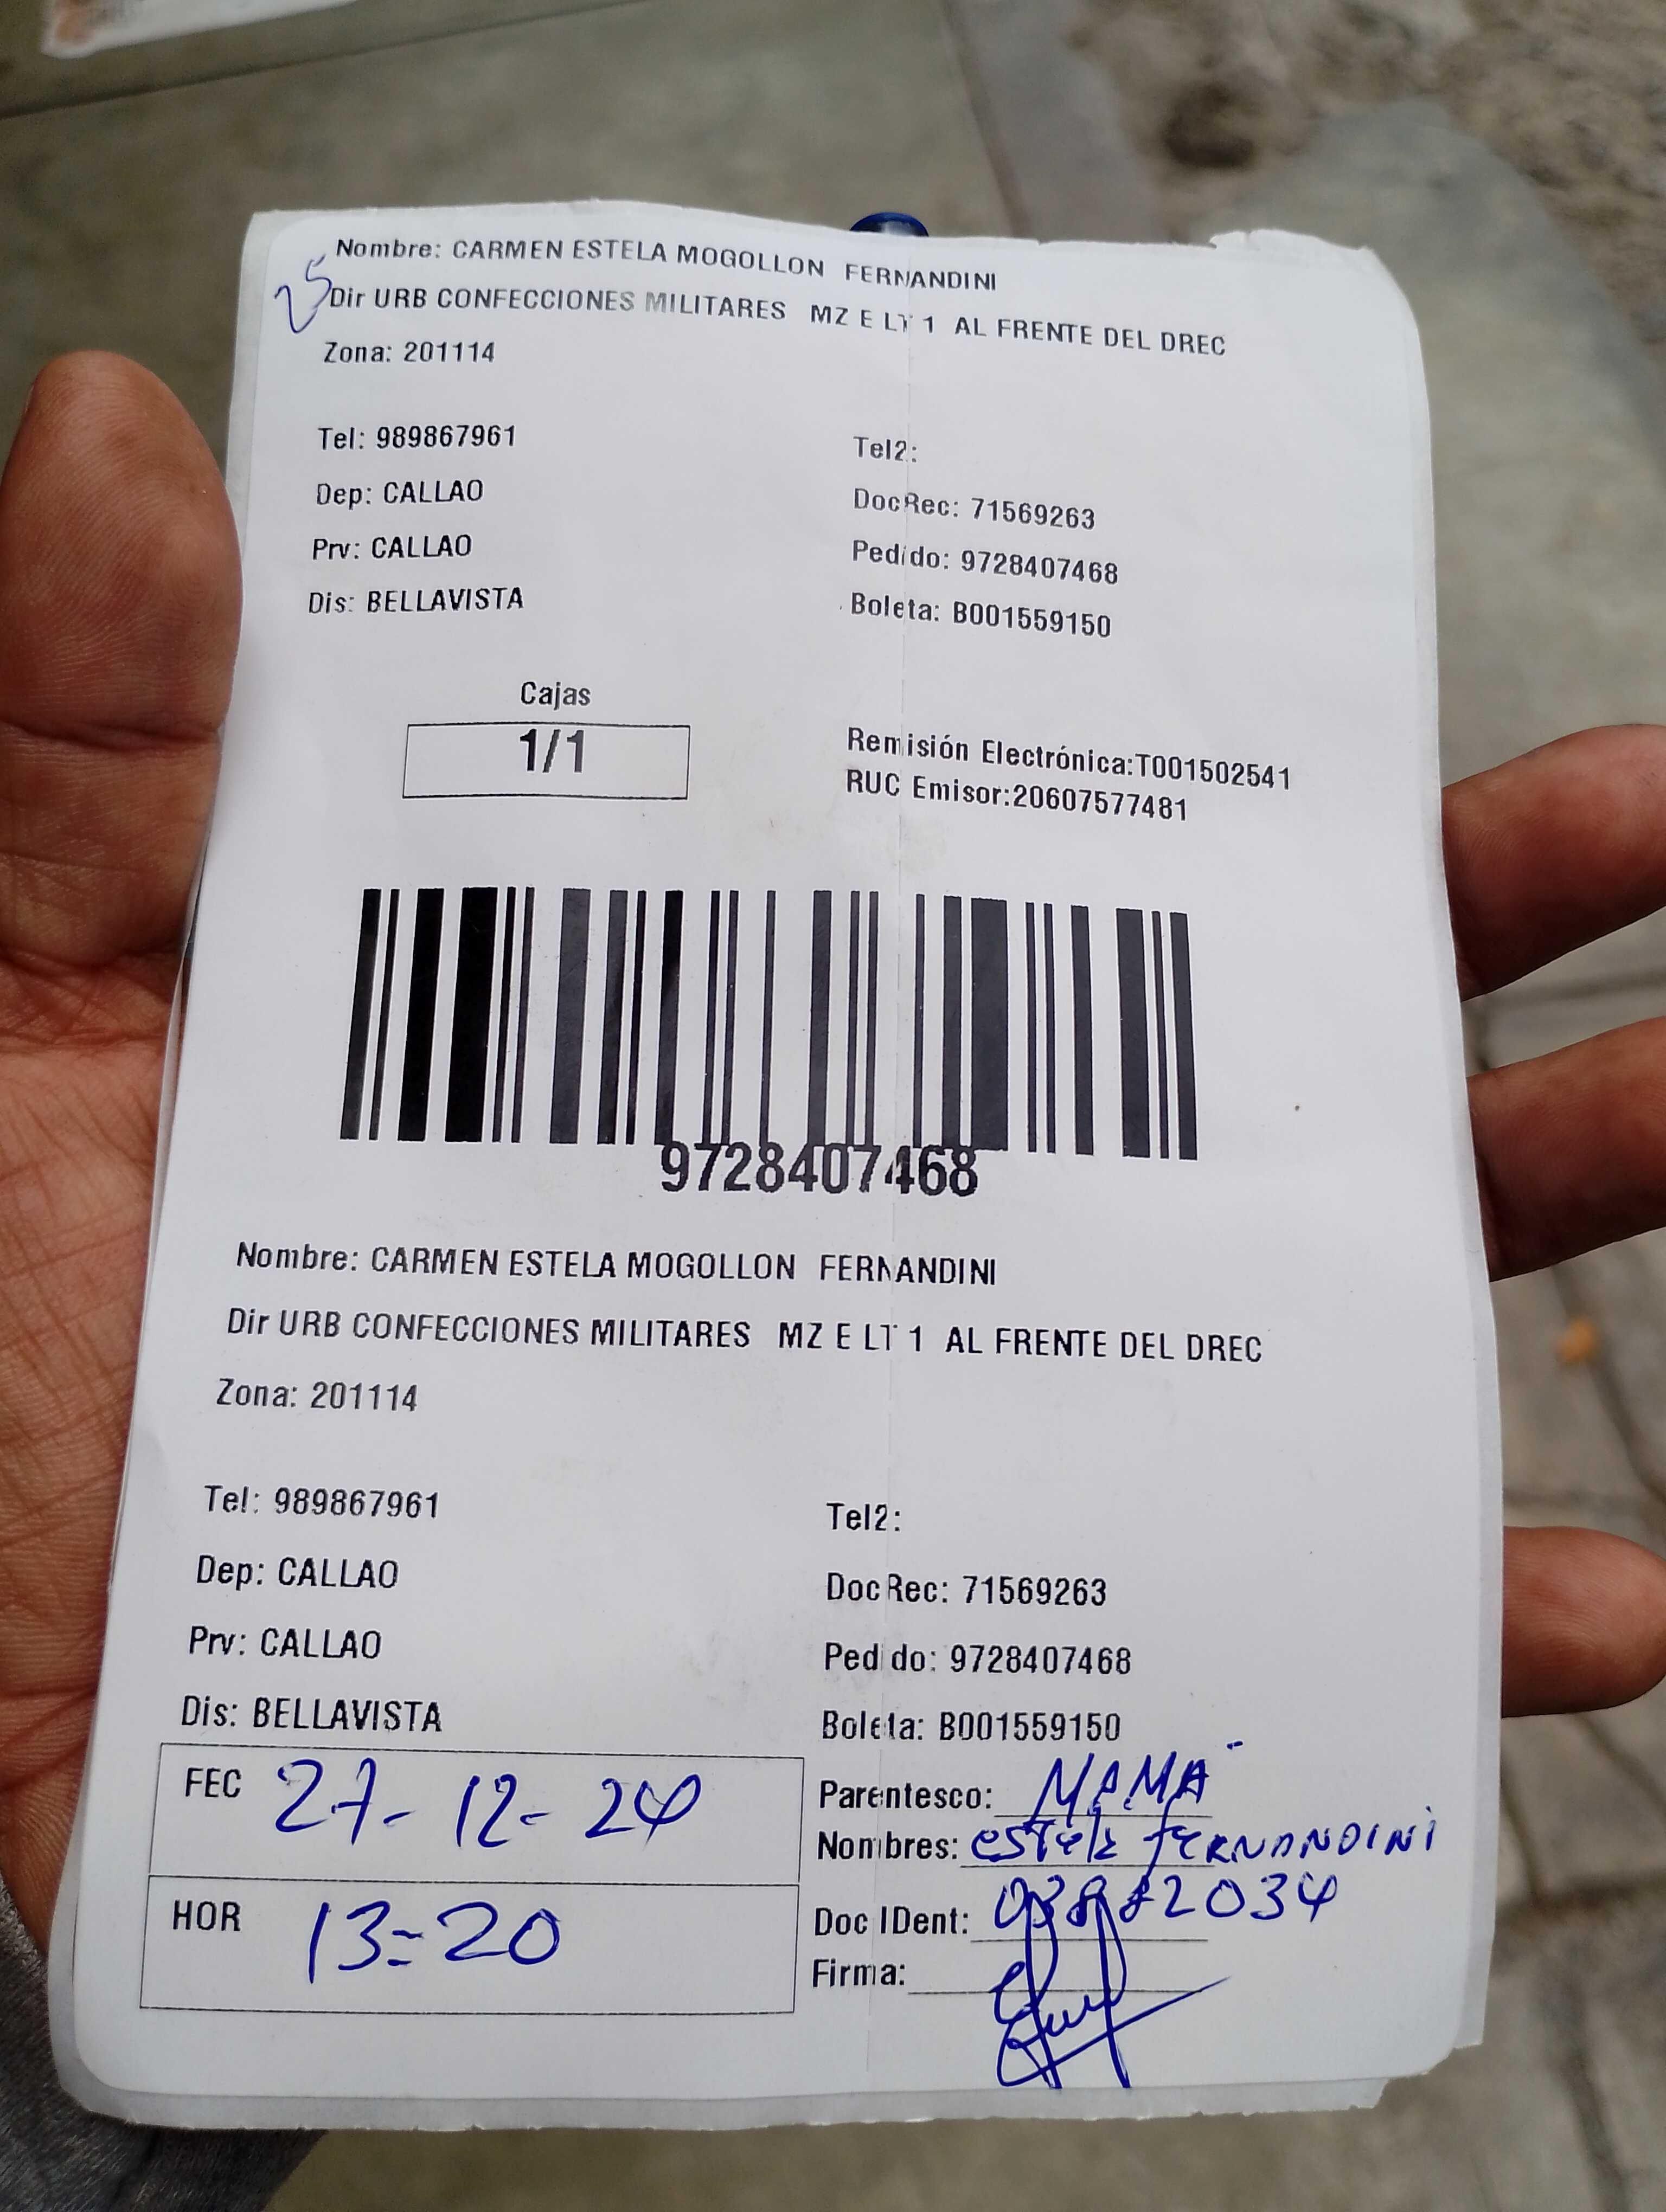 Nombre: CARMEN ESTELA MOGOLLON FERNANDINI
25
Dir URB CONFECCIONES MILITARES MZ E LT 1 AL FRENTE DEL DREC
Zona: 201114
Tel: 989867961
Tel2:
Dep: CALLAO
DocRec: 71569263
Prv: CALLAO
Pedido: 9728407468
Dis: BELLAVISTA
Boleta: B001559150
Cajas
1/1
Remisión Electrónica:T001502541
RUC Emisor:20607577481
9728407468
Nombre: CARMEN ESTELA MOGOLLON FERNANDINI
Dir URB CONFECCIONES MILITARES MZ E LT 1 AL FRENTE DEL DREC
Zona: 201114
Tel: 989867961
Tel2:
Dep: CALLAO
DocRec: 71569263
Prv: CALLAO
Pedido: 9728407468
Dis: BELLAVISTA
Boleta: B001559150
FEC 27-12-24
Parentesco: MAMÁ
Nombres: estela fERNANDINI
HOR 13:20
Doc IDent:
Firma: